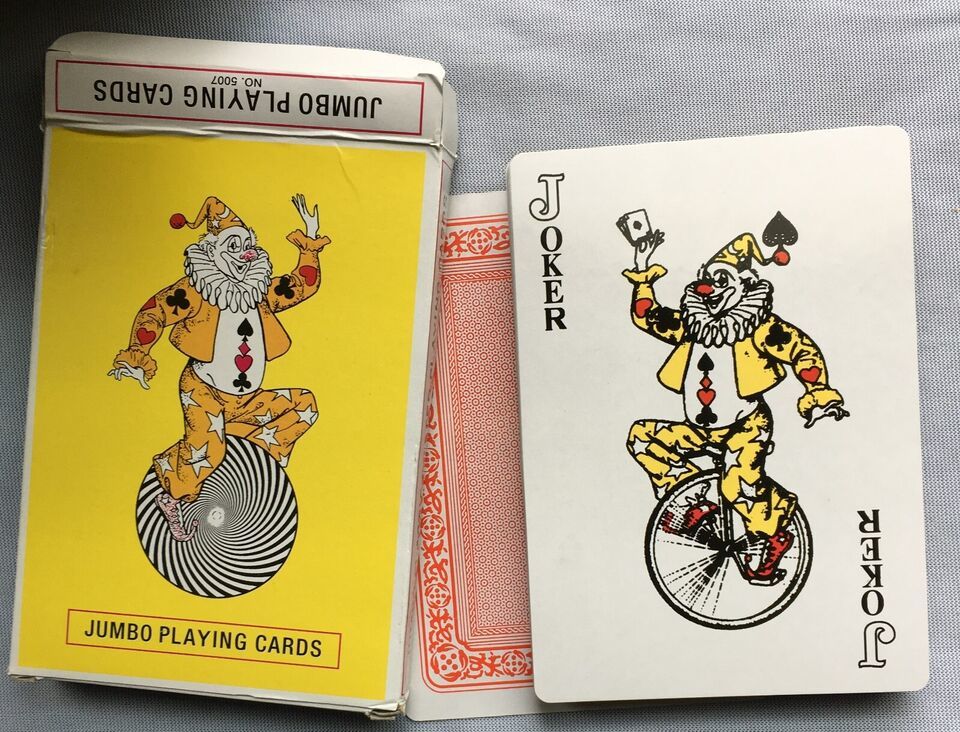 JUMBO PLAYING CARDS
NO. 5007
JUMBO PLAYING CARDS
JOKER
JOKER